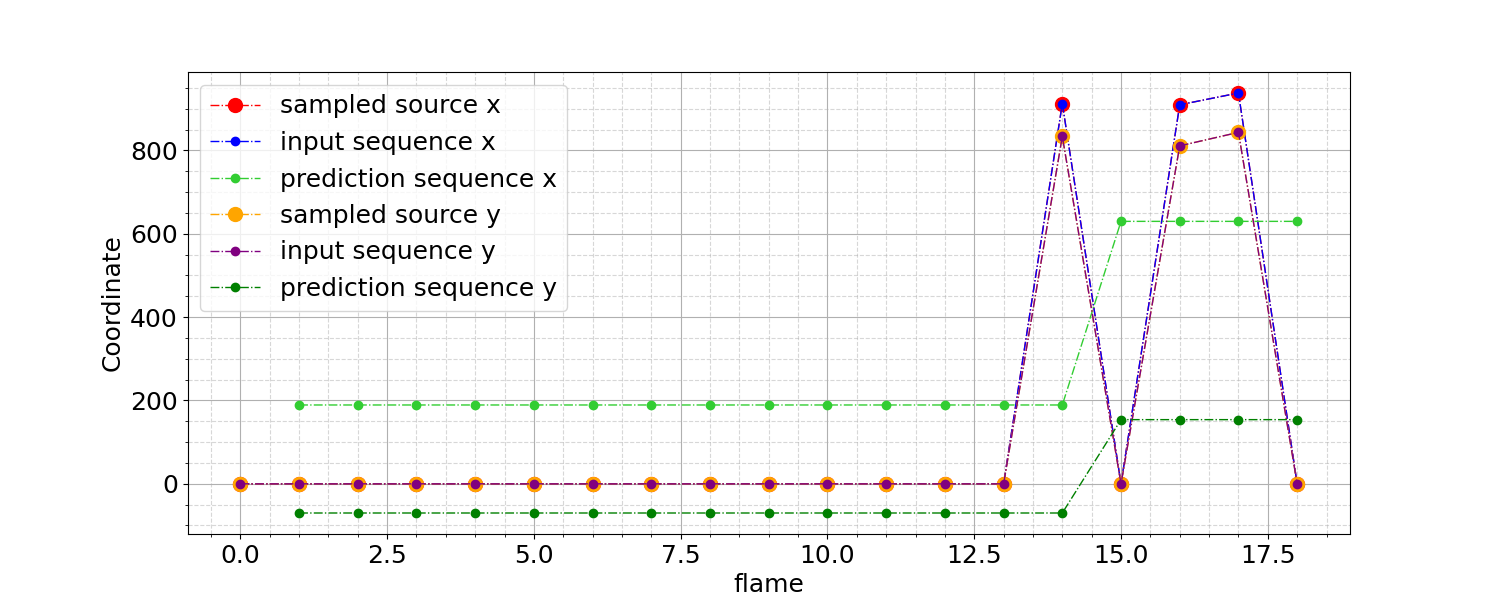 sampled source x
input sequence x
prediction sequence x
sampled source y
input sequence y
prediction sequence y
Coordinate
800
600
400
200
0
0.0 2.5 5.0 7.5 10.0 12.5 15.0 17.5
flame